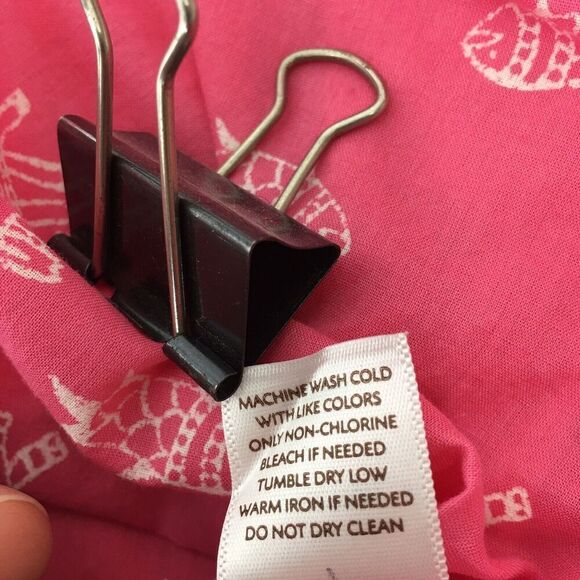 MACHINE WASH COLD
WITH LIKE COLORS
ONLY NON-CHLORINE
BLEACH IF NEEDED
TUMBLE DRY LOW
WARM IRON IF NEEDED
DO NOT DRY CLEAN